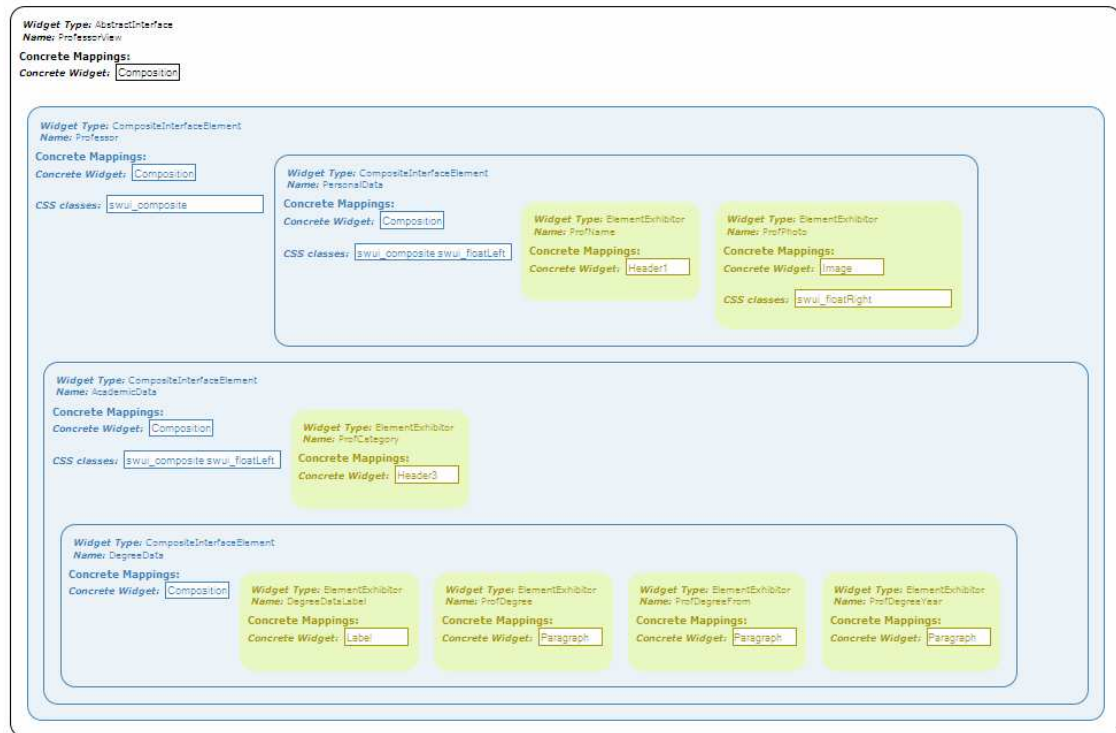 Widget Type: AbstractInterface
Name: ProfessorView
Concrete Mappings:
Concrete Widget: Composition
Widget Type: CompositeInterfaceElement
Name: Professor
Concrete Mappings:
Concrete Widget: Composition
CSS classes: swui_composite
Widget Type: CompositeInterfaceElement
Name: PersonalData
Concrete Mappings:
Concrete Widget: Composition
CSS classes: swui_composite swui_floatLeft
Widget Type: ElementExhibitor
Name: ProfName
Concrete Mappings:
Concrete Widget: Header1
Widget Type: ElementExhibitor
Name: ProfPhoto
Concrete Mappings:
Concrete Widget: Image
CSS classes: swui_floatRight
Widget Type: CompositeInterfaceElement
Name: AcademicData
Concrete Mappings:
Concrete Widget: Composition
CSS classes: swui_composite swui_floatLeft
Widget Type: ElementExhibitor
Name: ProfCategory
Concrete Mappings:
Concrete Widget: Header3
Widget Type: CompositeInterfaceElement
Name: DegreeData
Concrete Mappings:
Concrete Widget: Composition
Widget Type: ElementExhibitor
Name: DegreeDataLabel
Concrete Mappings:
Concrete Widget: Label
Widget Type: ElementExhibitor
Name: ProfDegree
Concrete Mappings:
Concrete Widget: Paragraph
Widget Type: ElementExhibitor
Name: ProfDegreeFrom
Concrete Mappings:
Concrete Widget: Paragraph
Widget Type: ElementExhibitor
Name: ProfDegreeYear
Concrete Mappings:
Concrete Widget: Paragraph